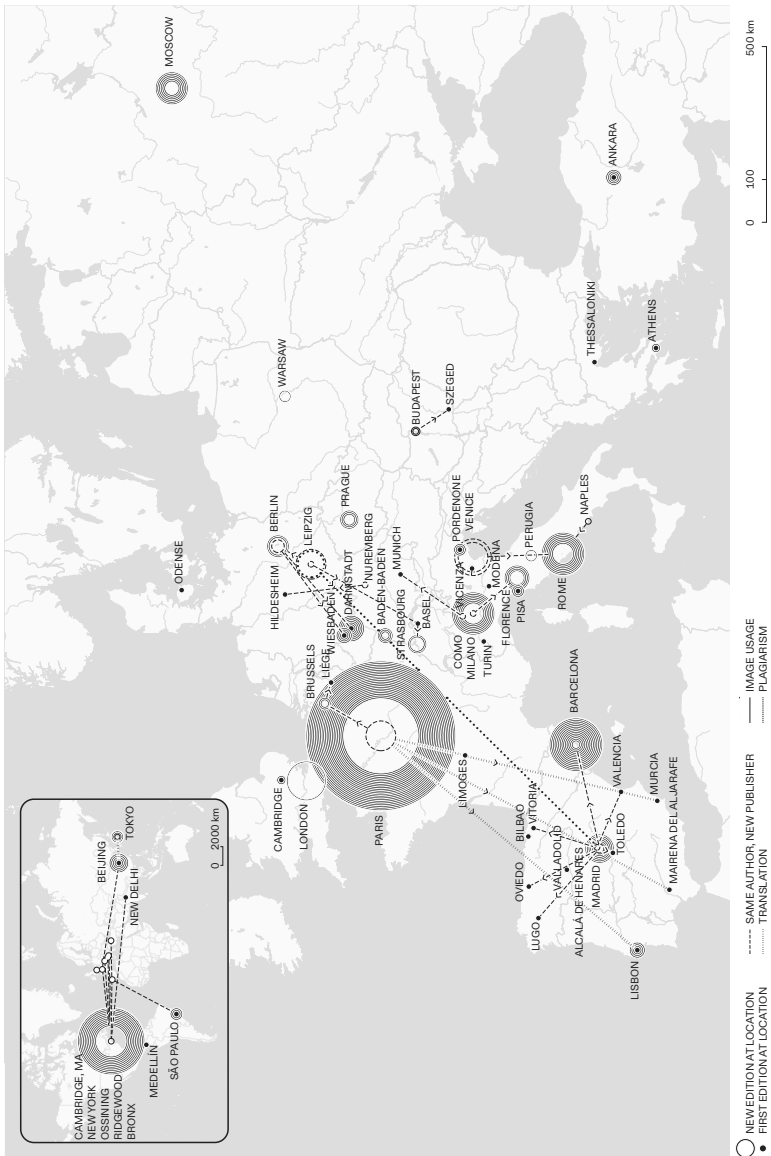 MOSCOW
ANKARA
WARSAW
THESSALONIKI
ATHENS
BUDAPEST
SZEGED
ODENSE
BERLIN
LEIPZIG
PRAGUE
HILDESHEIM
WIESBADEN
DARMSTADT
NUREMBERG
BADEN-BADEN
STRASBOURG
MUNICH
BASEL
PORDENONE
VENICE
VICENZA
MODENA
COMO
MILANO
TURIN
FLORENCE
PISA
PERUGIA
ROME
NAPLES
BRUSSELS
LIÈGE
CAMBRIDGE
LONDON
PARIS
LIMOGES
BARCELONA
BILBAO
VITORIA
OVIEDO
VALLADOLID
LUGO
ALCALÁ DE HENARES
MADRID
TOLEDO
VALENCIA
MURCIA
MAIRENA DEL ALJARAFE
LISBON
CAMBRIDGE, MA
NEW YORK
OSSINING
RIDGEWOOD
BRONX
MEDELLÍN
SÃO PAULO
BEIJING
NEW DELHI
TOKYO
0 2000 km
NEW EDITION AT LOCATION
FIRST EDITION AT LOCATION
SAME AUTHOR, NEW PUBLISHER
TRANSLATION
IMAGE USAGE
PLAGIARISM
0 100 500 km